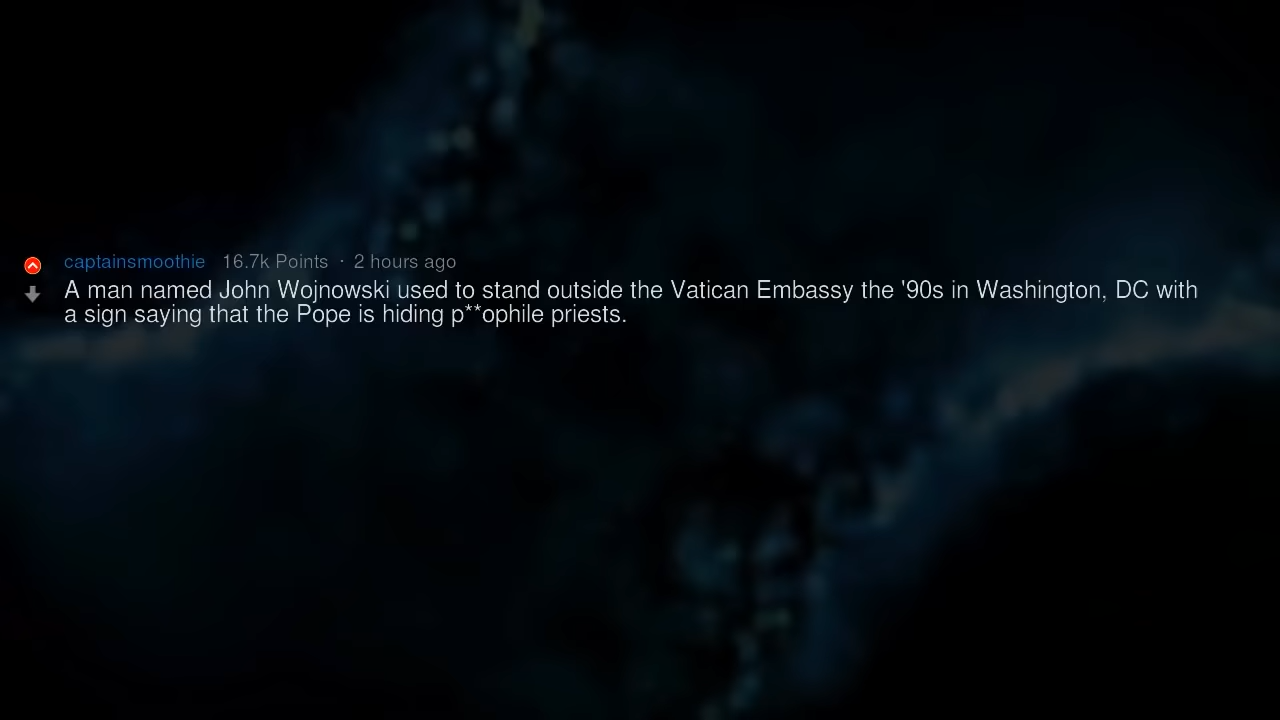 captainsmoothie 16.7k Points · 2 hours ago
A man named John Wojnowski used to stand outside the Vatican Embassy the '90s in Washington, DC with
a sign saying that the Pope is hiding p**ophile priests.